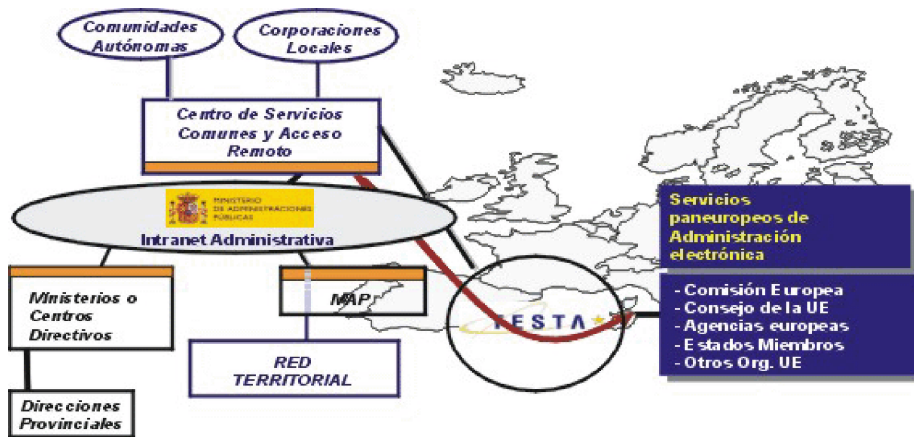 Comunidades
Autónomas
Corporaciones
Locales
Centro de Servicios
Comunes y Acceso
Remoto
MINISTERIO
DE ADMINISTRACIONES
PÚBLICAS
Intranet Administrativa
Servicios
paneuropeos de
Administración
electrónica
Ministerios o
Centros
Directivos
MAP
TESTA
- Comisión Europea
- Consejo de la UE
- Agencias europeas
- Estados Miembros
- Otros Org. UE
RED
TERRITORIAL
Direcciones
Provinciales